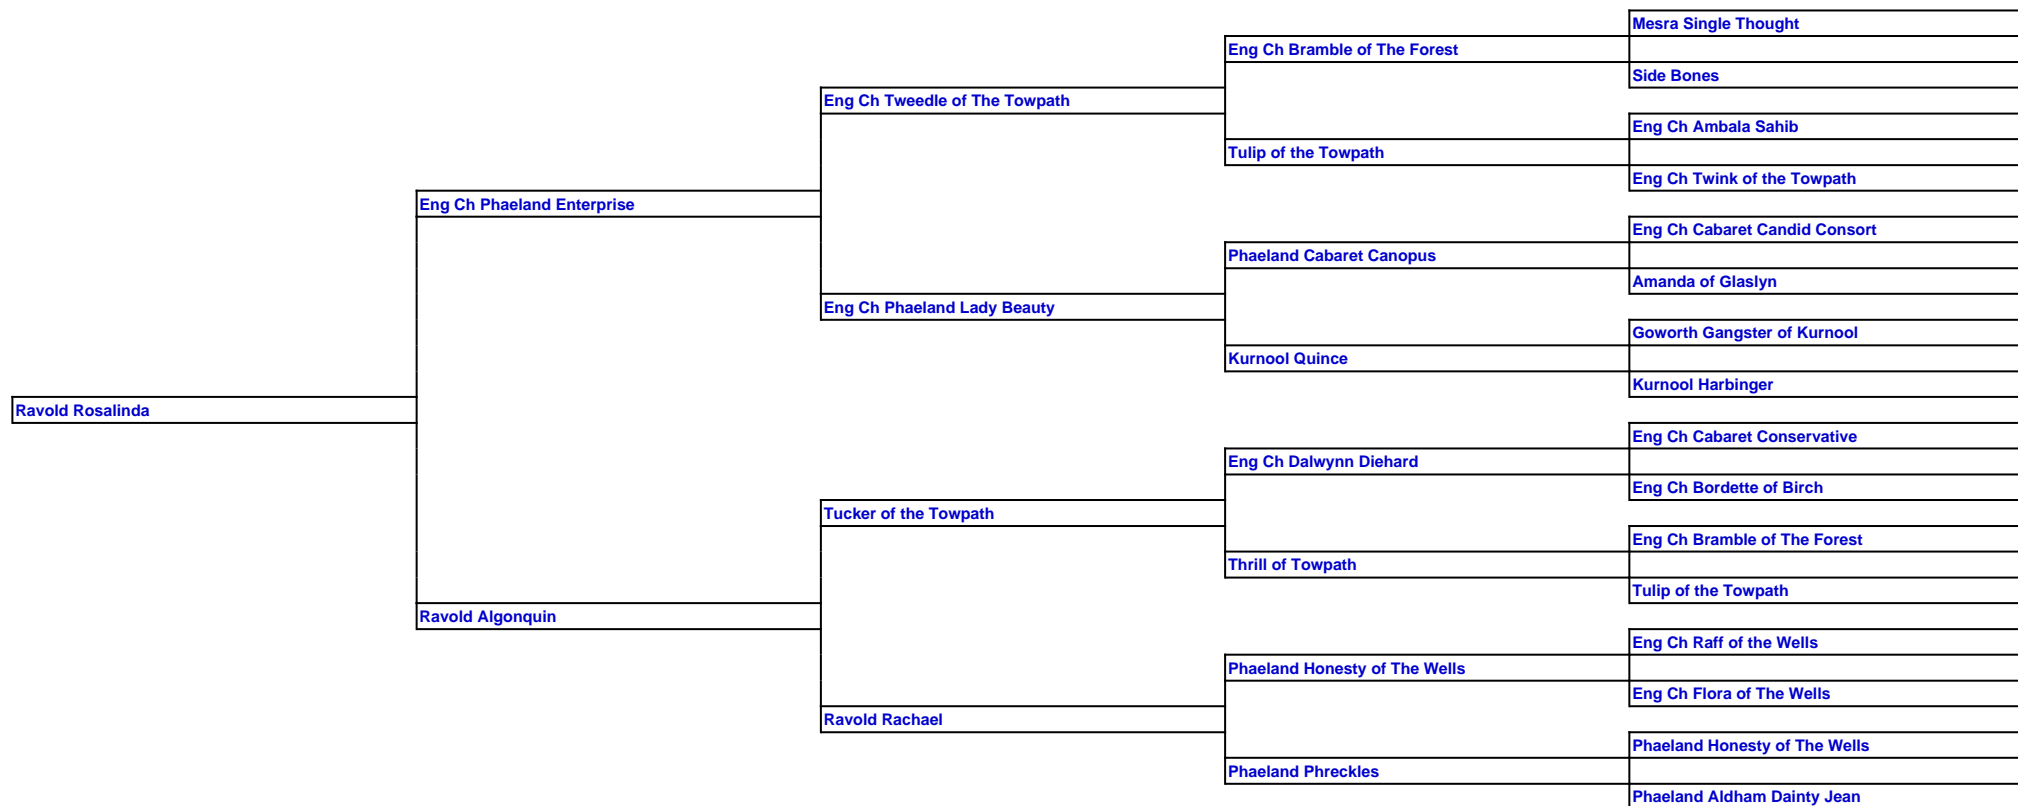 Mesra Single Thought
Eng Ch Bramble of The Forest
Side Bones
Eng Ch Tweedle of The Towpath
Eng Ch Ambala Sahib
Tulip of the Towpath
Eng Ch Twink of the Towpath
Eng Ch Phaeland Enterprise
Eng Ch Cabaret Candid Consort
Phaeland Cabaret Canopus
Amanda of Glaslyn
Eng Ch Phaeland Lady Beauty
Goworth Gangster of Kurnool
Kurnool Quince
Kurnool Harbinger
Ravold Rosalinda
Eng Ch Cabaret Conservative
Eng Ch Dalwynn Diehard
Eng Ch Bordette of Birch
Tucker of the Towpath
Eng Ch Bramble of The Forest
Thrill of Towpath
Tulip of the Towpath
Ravold Algonquin
Eng Ch Raff of the Wells
Phaeland Honesty of The Wells
Eng Ch Flora of The Wells
Ravold Rachael
Phaeland Honesty of The Wells
Phaeland Phreckles
Phaeland Aldham Dainty Jean